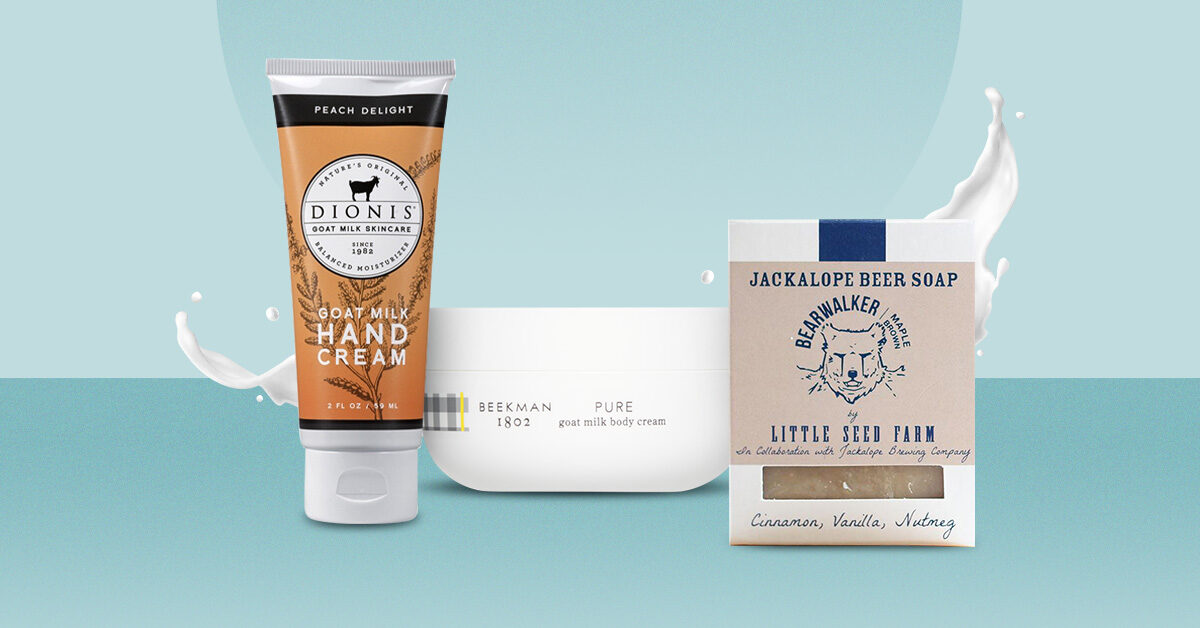 PEACH DELIGHT
NATURE'S ORIGINAL
DIONIS®
GOAT MILK SKINCARE
SINCE
1982
BALANCED MOISTURIZER
GOAT MILK
HAND
CREAM
2 FL OZ / 59 ML
BEEKMAN
1802
PURE
goat milk body cream
JACKALOPE BEER SOAP
BEARWALKER
MAPLE
BROWN
by
LITTLE SEED FARM
In Collaboration with Jackalope Brewing Company
Cinnamon, Vanilla, Nutmeg